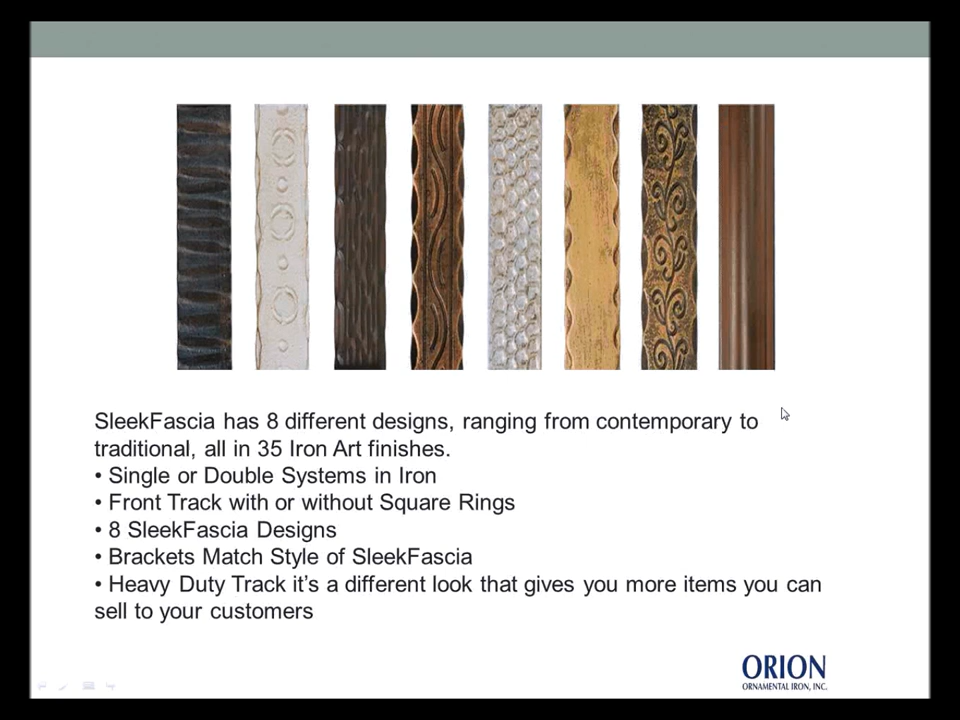 SleekFascia has 8 different designs, ranging from contemporary to
traditional, all in 35 Iron Art finishes.
• Single or Double Systems in Iron
• Front Track with or without Square Rings
• 8 SleekFascia Designs
• Brackets Match Style of SleekFascia
• Heavy Duty Track it’s a different look that gives you more items you can
sell to your customers
ORION
ORNAMENTAL IRON, INC.